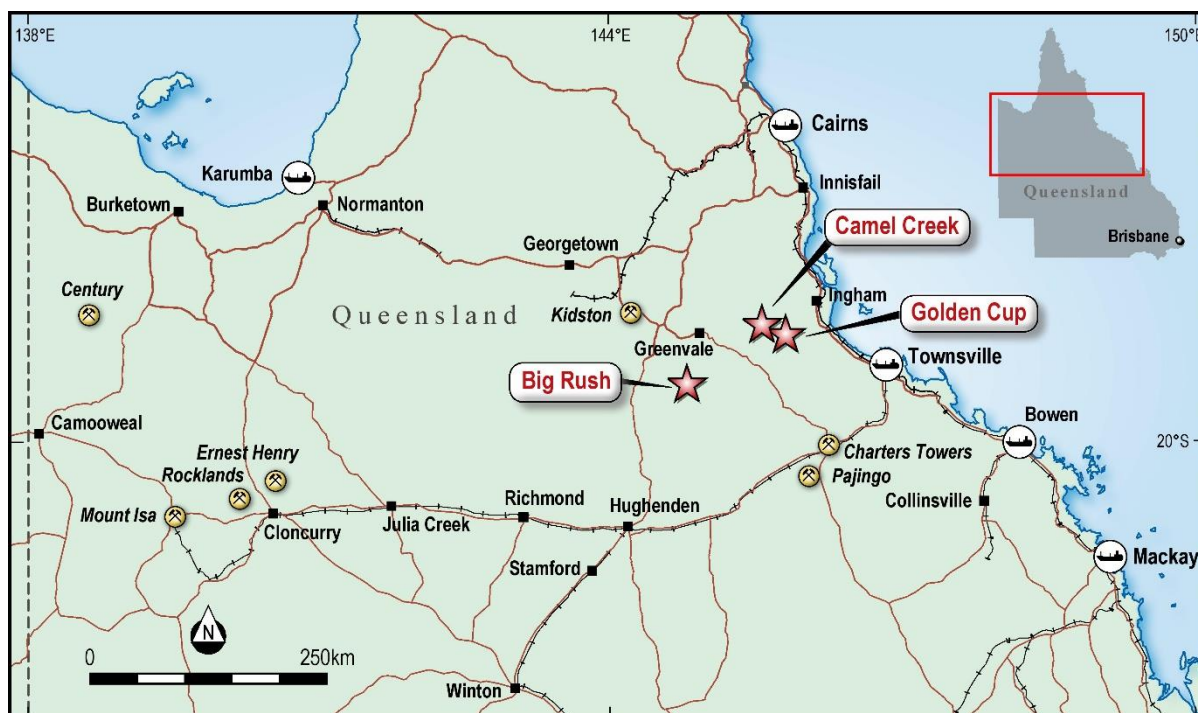 138°E
144°E
150°E
Cairns
Karumba
Innisfail
Burketown
Normanton
Queensland
Camel Creek
Brisbane
Georgetown
Century
Ingham
Queensland
Kidston
Golden Cup
Greenvale
Townsville
Big Rush
Camooweal
Bowen
20°S
Ernest Henry
Charters Towers
Rocklands
Pajingo
Richmond
Hughenden
Collinsville
Mount Isa
Cloncurry
Julia Creek
Mackay
Stamford
N
0
250km
Winton